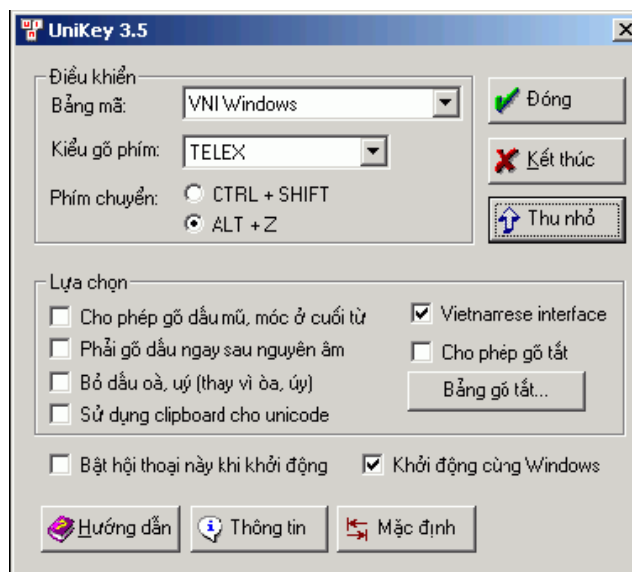 UniKey 3.5
Điều khiển
Bảng mã: VNI Windows
Đóng
Kiểu gõ phím: TELEX
Kết thúc
Phím chuyển: CTRL + SHIFT
ALT + Z
Thu nhỏ
Lựa chọn
Cho phép gõ dấu mũ, móc ở cuối từ
Vietnamese interface
Phải gõ dấu ngay sau nguyên âm
Cho phép gõ tắt
Bỏ dấu oà, uý (thay vì òa, úy)
Bảng gõ tắt...
Sử dụng clipboard cho unicode
Bật hội thoại này khi khởi động
Khởi động cùng Windows
Hướng dẫn
Thông tin
Mặc định